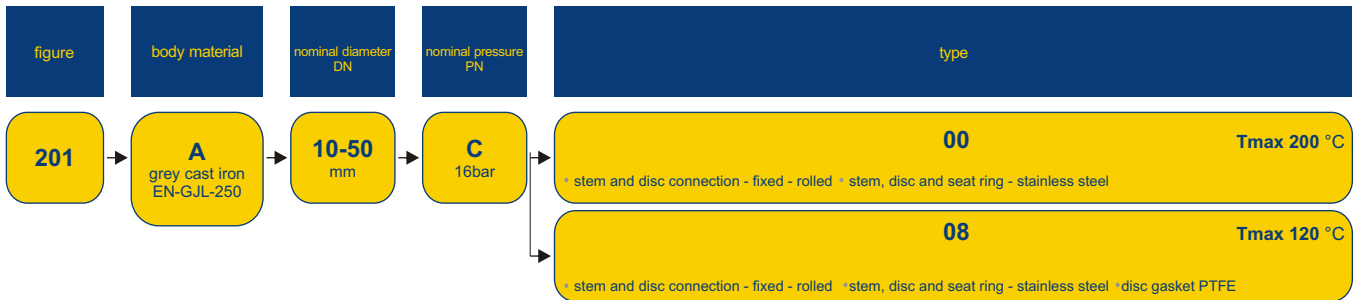 figure
body material
nominal diameter
DN
nominal pressure
PN
type
201
A
grey cast iron
EN-GJL-250
10-50
mm
C
16bar
00
Tmax 200 °C
• stem and disc connection - fixed - rolled • stem, disc and seat ring - stainless steel
08
Tmax 120 °C
• stem and disc connection - fixed - rolled • stem, disc and seat ring - stainless steel • disc gasket PTFE